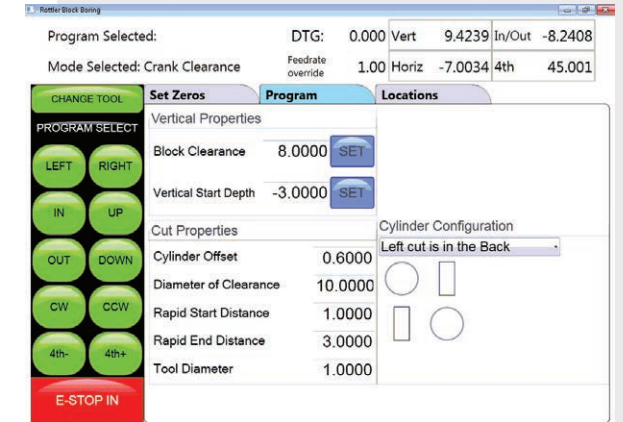 Rottler Block Boring
Program Selected: DTG: 0.000 Vert 9.4239 In/Out -8.2408
Mode Selected: Crank Clearance Feedrate override 1.00 Horiz -7.0034 4th 45.001
CHANGE TOOL Set Zeros Program Locations
PROGRAM SELECT
Vertical Properties
LEFT RIGHT
Block Clearance 8.0000 SET
Vertical Start Depth -3.0000 SET
IN UP
Cut Properties
Cylinder Configuration
Left cut is in the Back
OUT DOWN
Cylinder Offset 0.6000
Diameter of Clearance 10.0000
CW CCW
Rapid Start Distance 1.0000
Rapid End Distance 3.0000
4th- 4th+
Tool Diameter 1.0000
E-STOP IN